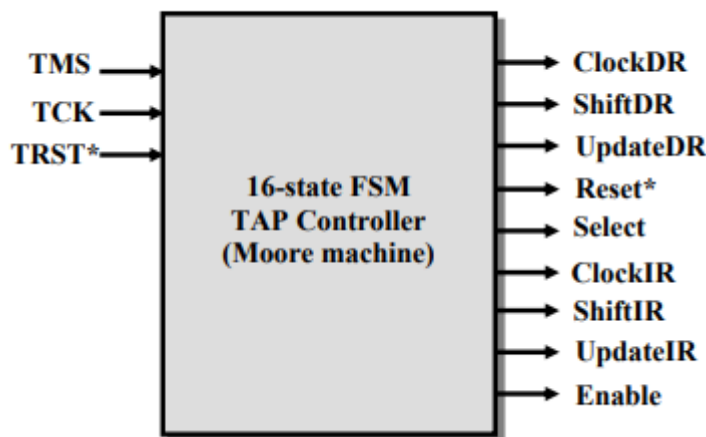 TMS
TCK
TRST*
16-state FSM
TAP Controller
(Moore machine)
ClockDR
ShiftDR
UpdateDR
Reset*
Select
ClockIR
ShiftIR
UpdateIR
Enable